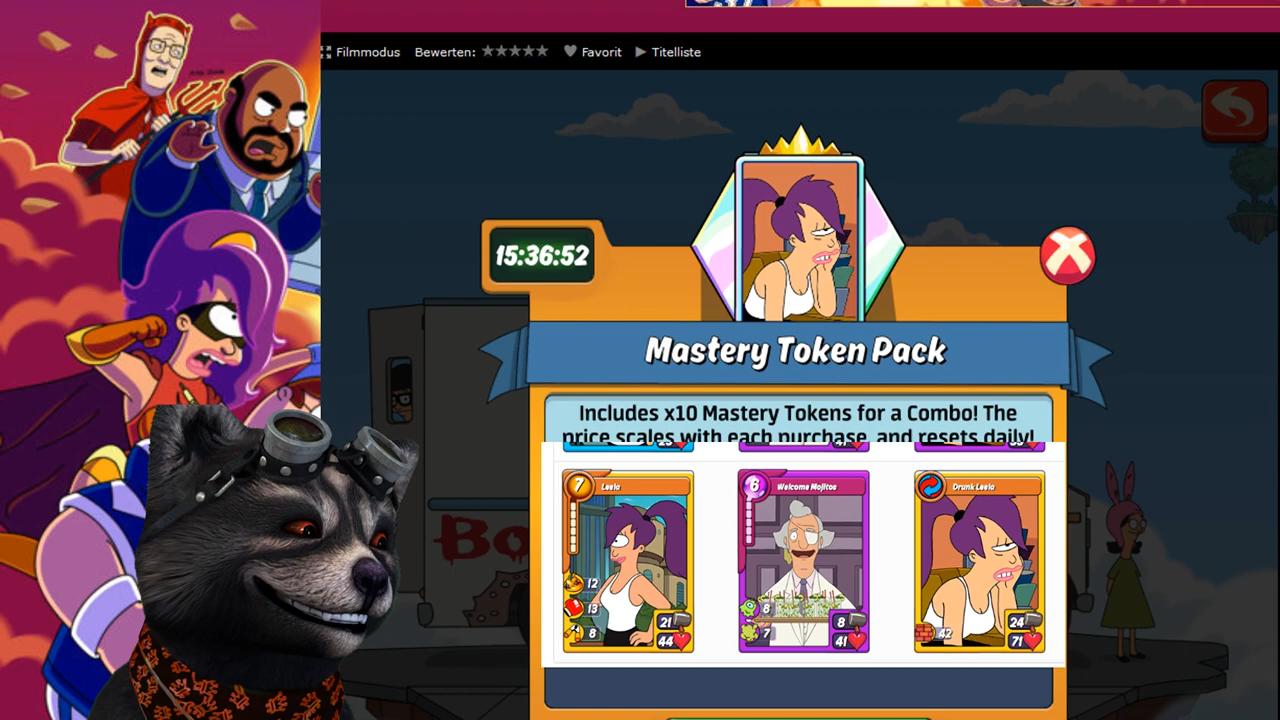 Filmmodus Bewerten: Favorit Titelliste
15:36:52
Mastery Token Pack
Includes x10 Mastery Tokens for a Combo! The
price scales with each purchase, and resets daily!
7 Leela
6 Welcome Mojitos
Drunk Leela
12
13
8
21
44
8
7
8
41
42
24
71
BO